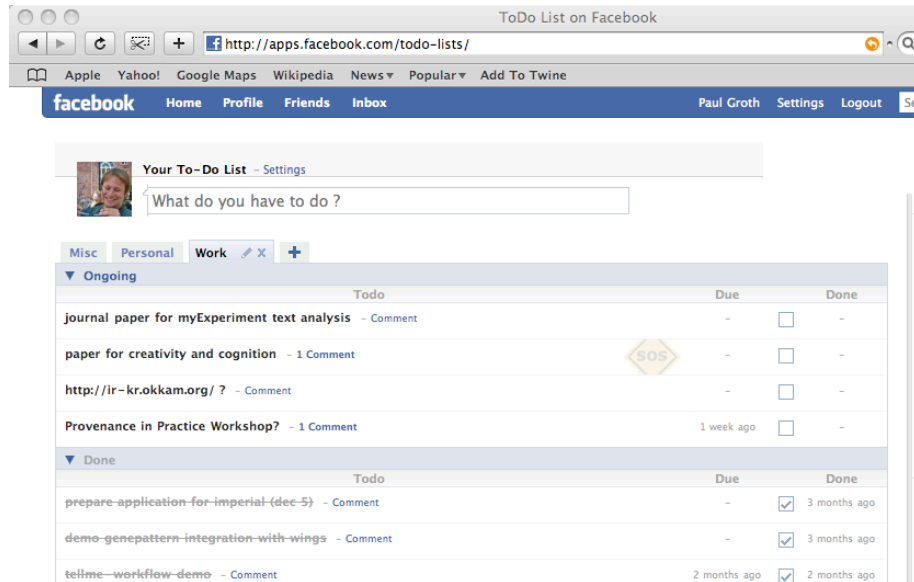 ToDo List on Facebook
http://apps.facebook.com/todo-lists/
Apple Yahoo! Google Maps Wikipedia News▾ Popular▾ Add To Twine
facebook Home Profile Friends Inbox Paul Groth Settings Logout
Your To-Do List - Settings
What do you have to do ?
Misc Personal Work
Ongoing
Todo Due Done
journal paper for myExperiment text analysis - Comment - -
paper for creativity and cognition - 1 Comment SOS - -
http://ir-kr.okkam.org/ ? - Comment - -
Provenance in Practice Workshop? - 1 Comment 1 week ago -
Done
Todo Due Done
prepare application for imperial (dec 5) - Comment - 3 months ago
demo genepattern integration with wings - Comment - 3 months ago
tellme workflow demo - Comment 2 months ago 2 months ago